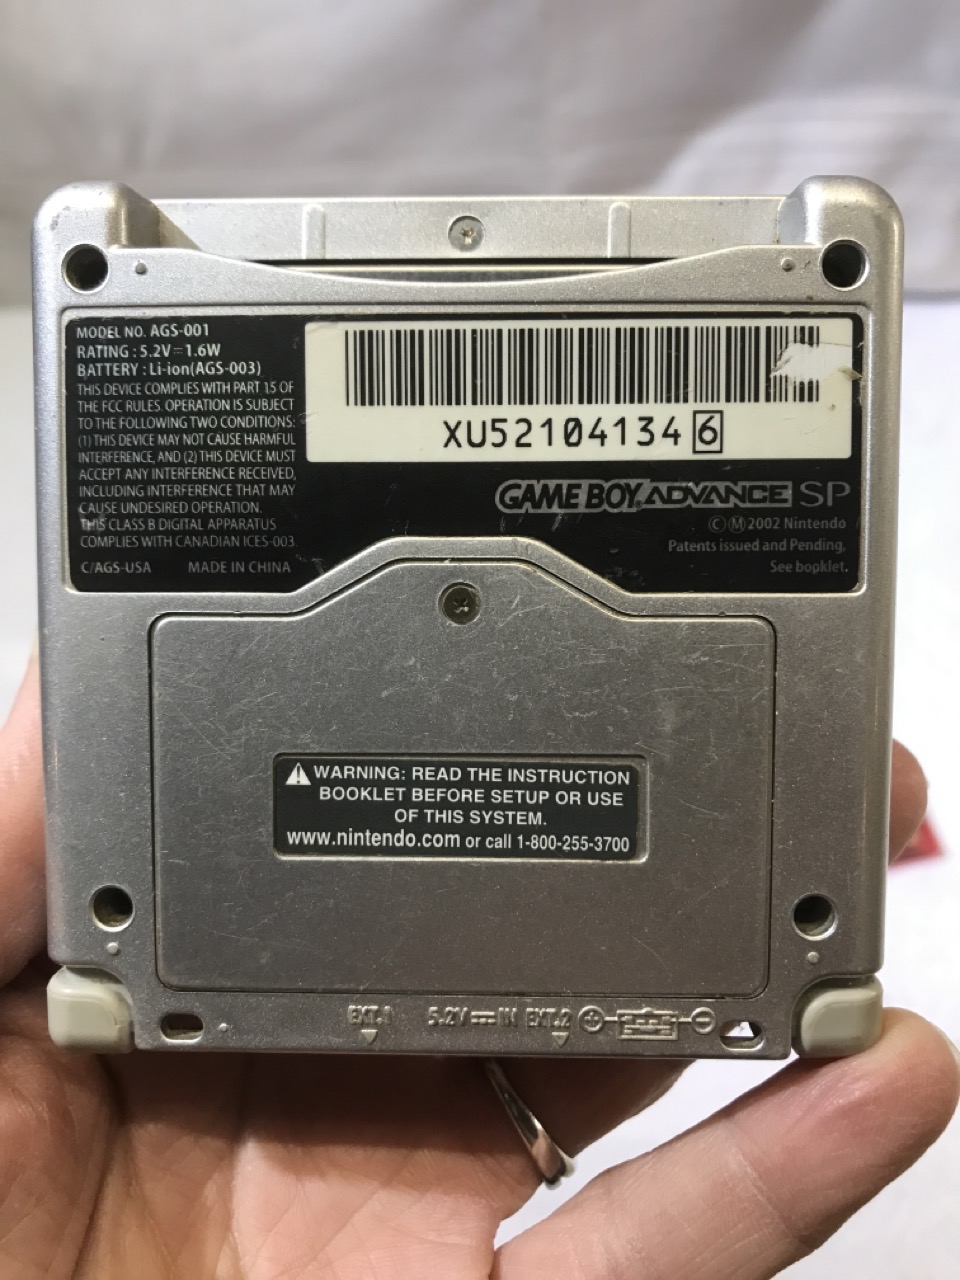 MODEL NO. AGS-001
RATING : 5.2V⎓1.6W
BATTERY : Li-ion(AGS-003)
THIS DEVICE COMPLIES WITH PART 15 OF
THE FCC RULES. OPERATION IS SUBJECT
TO THE FOLLOWING TWO CONDITIONS:
(1) THIS DEVICE MAY NOT CAUSE HARMFUL
INTERFERENCE, AND (2) THIS DEVICE MUST
ACCEPT ANY INTERFERENCE RECEIVED,
INCLUDING INTERFERENCE THAT MAY
CAUSE UNDESIRED OPERATION.
THIS CLASS B DIGITAL APPARATUS
COMPLIES WITH CANADIAN ICES-003.
C/AGS-USA MADE IN CHINA
XU52104134 6
GAME BOY ADVANCE SP
©Ⓜ2002 Nintendo
Patents issued and Pending,
See booklet.
⚠WARNING: READ THE INSTRUCTION
BOOKLET BEFORE SETUP OR USE
OF THIS SYSTEM.
www.nintendo.com or call 1-800-255-3700
EXT.1 5.2V⎓IN EXT.2